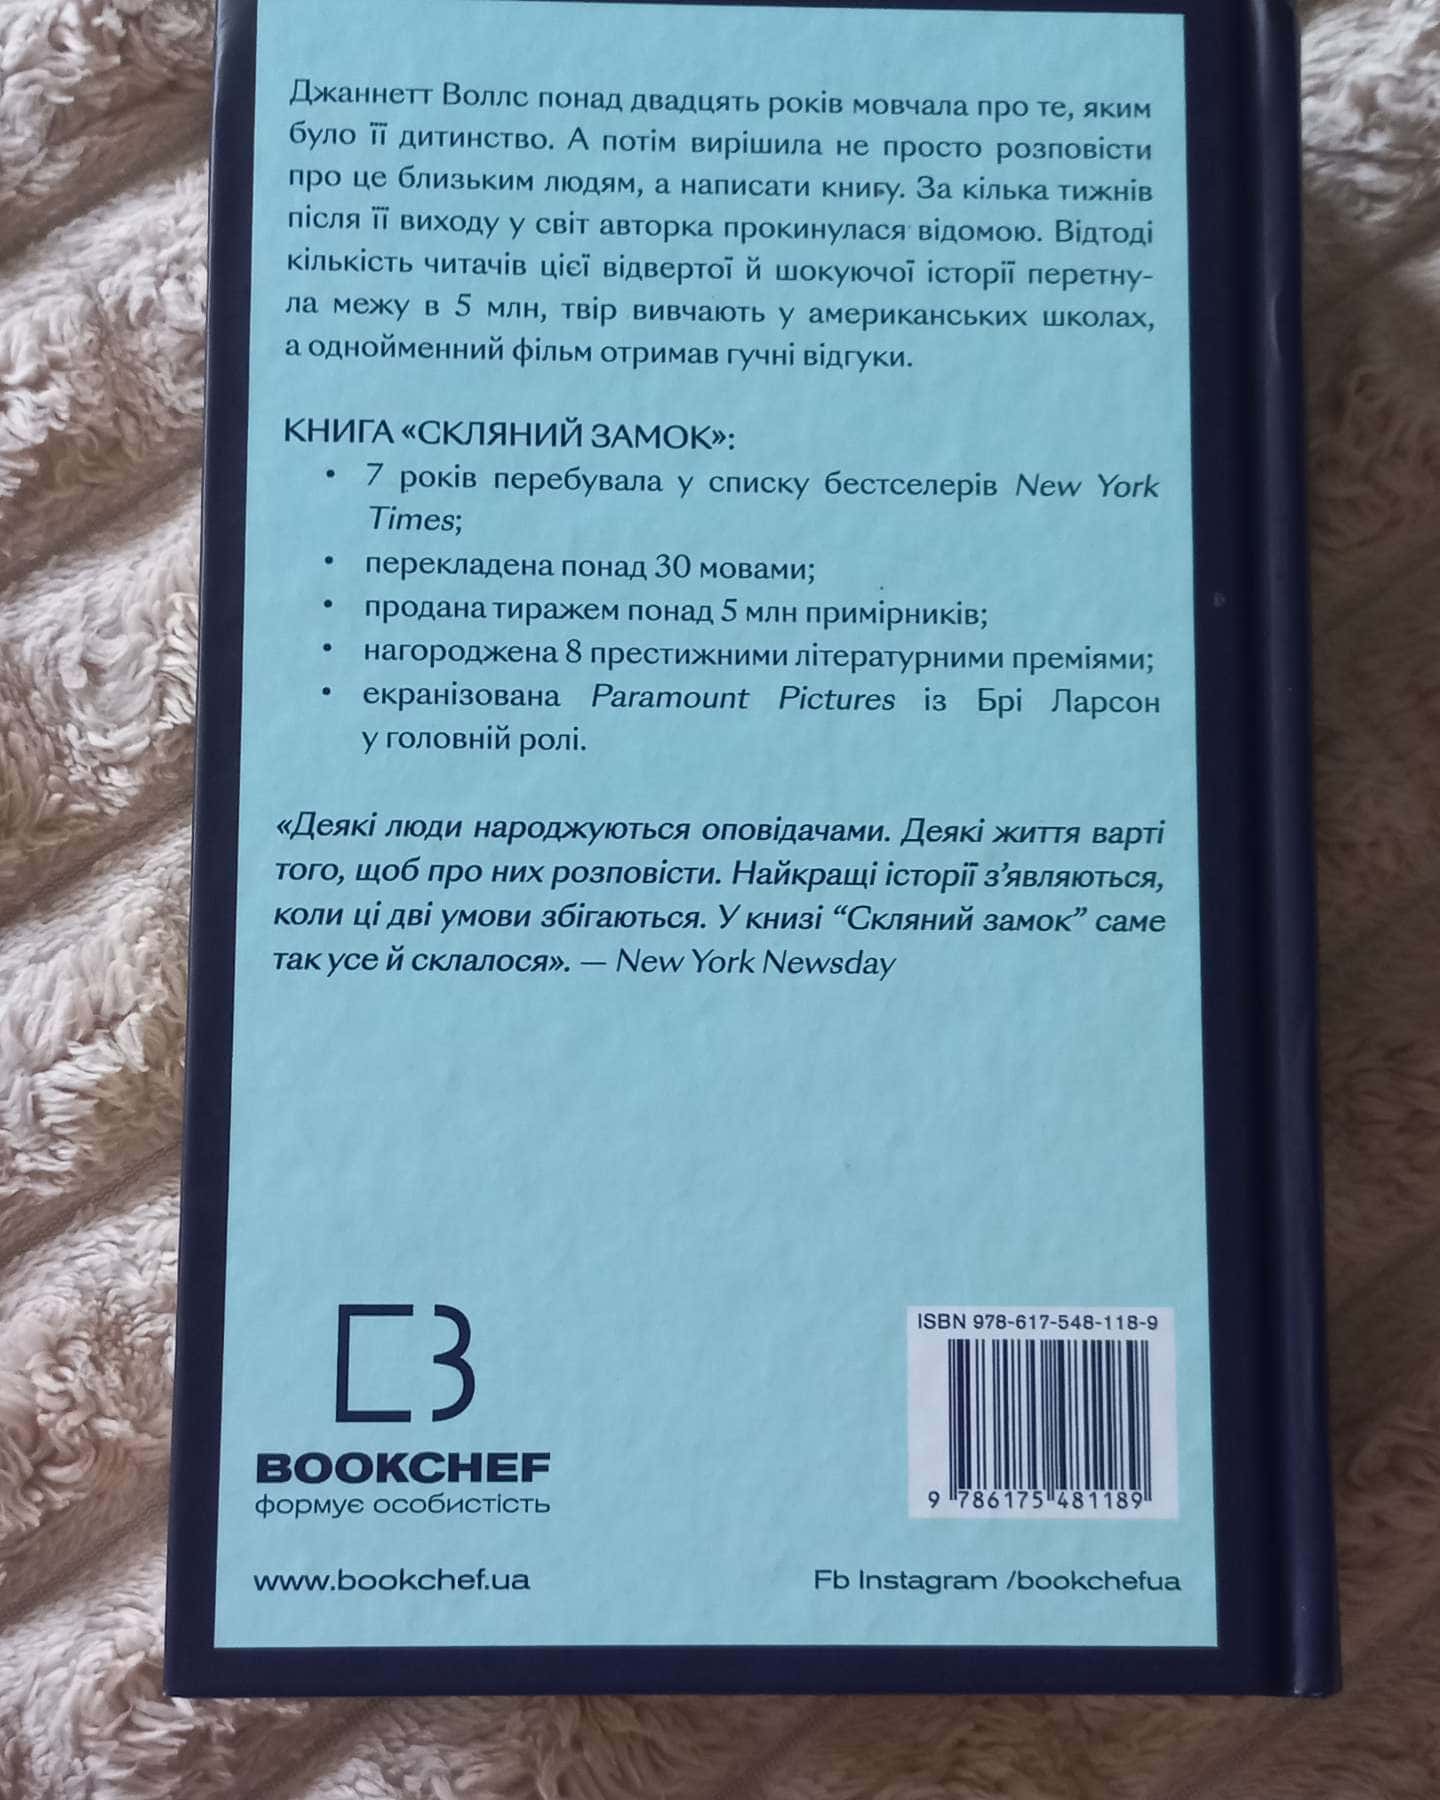 Джаннетт Воллс понад двадцять років мовчала про те, яким
було її дитинство. А потім вирішила не просто розповісти
про це близьким людям, а написати книгу. За кілька тижнів
після її виходу у світ авторка прокинулася відомою. Відтоді
кількість читачів цієї відвертої й шокуючої історії перетну-
ла межу в 5 млн, твір вивчають у американських школах,
а однойменний фільм отримав гучні відгуки.
КНИГА «СКЛЯНИЙ ЗАМОК»:
• 7 років перебувала у списку бестселерів New York
Times;
• перекладена понад 30 мовами;
• продана тиражем понад 5 млн примірників;
• нагороджена 8 престижними літературними преміями;
• екранізована Paramount Pictures із Брі Ларсон
у головній ролі.
«Деякі люди народжуються оповідачами. Деякі життя варті
того, щоб про них розповісти. Найкращі історії з’являються,
коли ці дві умови збігаються. У книзі “Скляний замок” саме
так усе й склалося». — New York Newsday
BOOKCHEF
формує особистість
www.bookchef.ua
ISBN 978-617-548-118-9
9 786175 481189
Fb Instagram /bookchefua